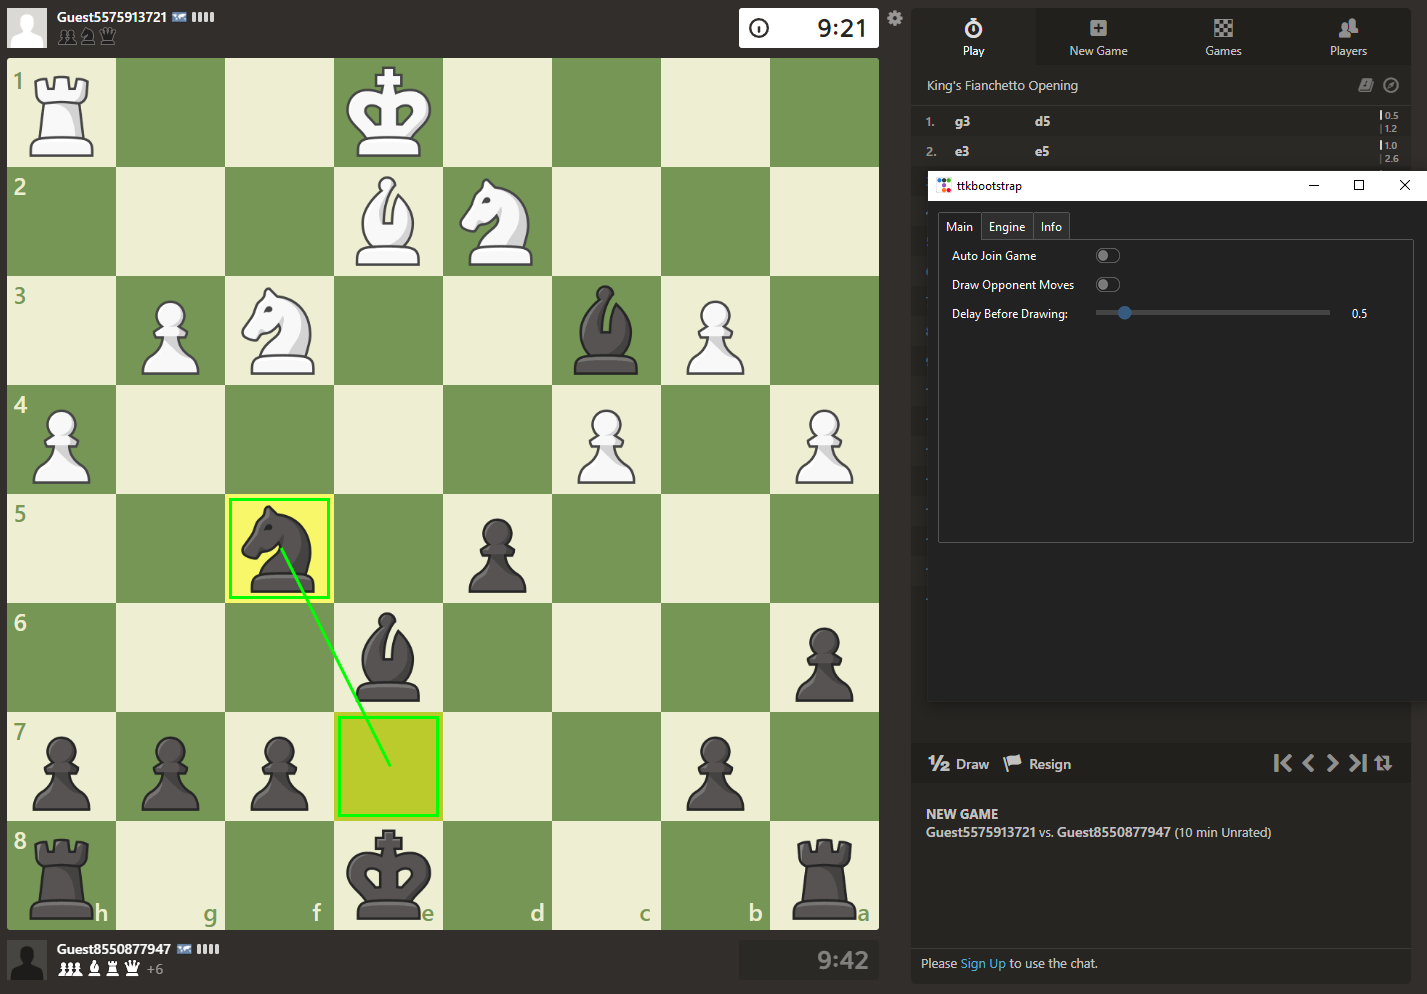 Guest5575913721
9:21
1
2
3
4
5
6
7
8
h
g
f
e
d
c
b
a
Guest8550877947
+6
9:42
Play
New Game
Games
Players
King's Fianchetto Opening
1. g3 d5 0.5
1.2
2. e3 e5 1.0
2.6
ttkbootstrap
Main Engine Info
Auto Join Game
Draw Opponent Moves
Delay Before Drawing: 0.5
½ Draw Resign
NEW GAME
Guest5575913721 vs. Guest8550877947 (10 min Unrated)
Please Sign Up to use the chat.